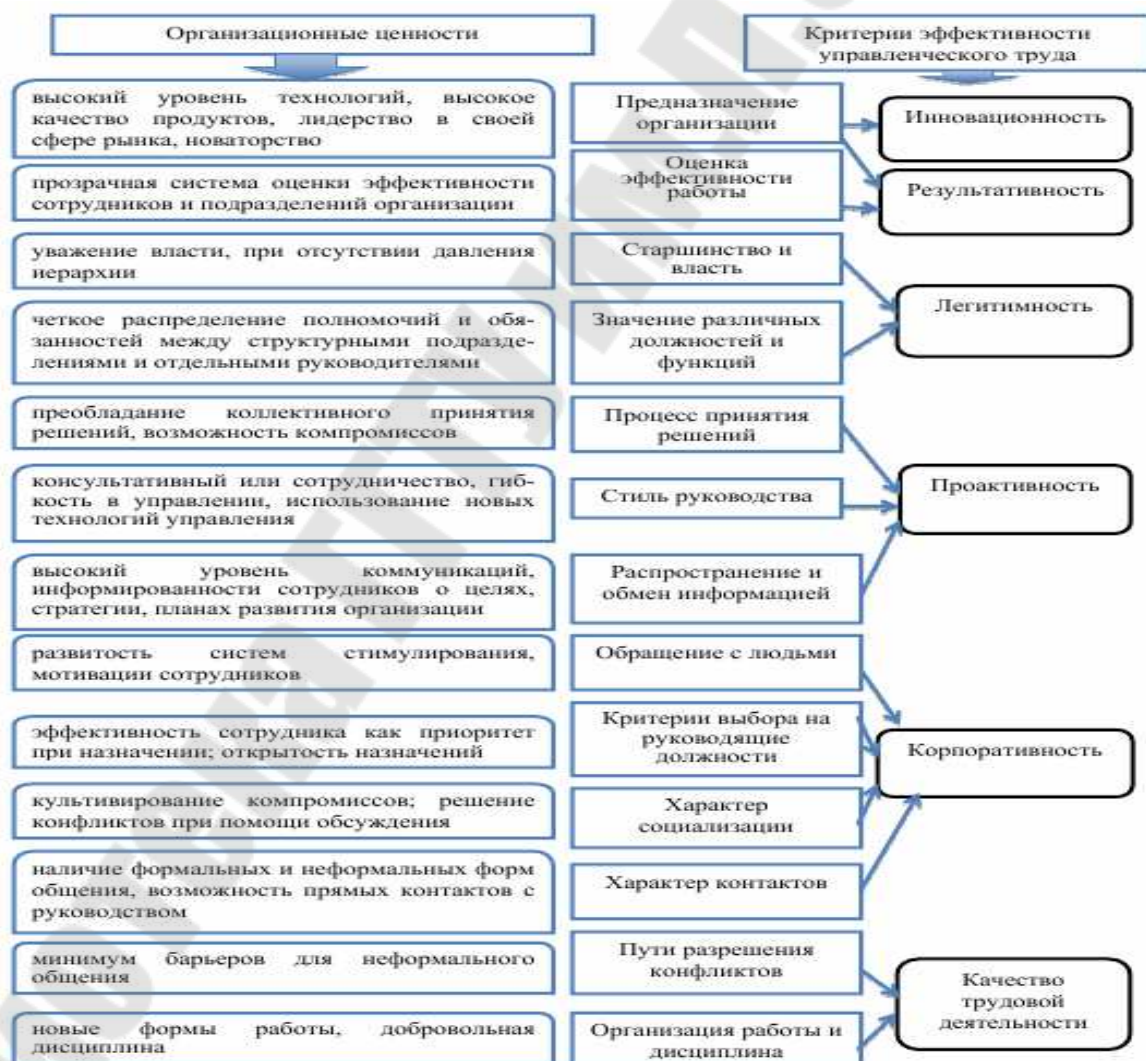 Организационные ценности
Критерии эффективности
управленческого труда
высокий уровень технологий, высокое
качество продуктов, лидерство в своей
сфере рынка, новаторство
Предназначение
организации
Инновационность
прозрачная система оценки эффективности
сотрудников и подразделений организации
Оценка
эффективности
работы
Результативность
уважение власти, при отсутствии давления
иерархии
Старшинство и
власть
Легитимность
четкое распределение полномочий и обя-
занностей между структурными подразде-
лениями и отдельными руководителями
Значение различных
должностей и
функций
преобладание коллективного принятия
решений, возможность компромиссов
Процесс принятия
решений
консультативный или сотрудничество, гиб-
кость в управлении, использование новых
технологий управления
Стиль руководства
Проактивность
высокий уровень коммуникаций,
информированности сотрудников о целях,
стратегии, планах развития организации
Распространение и
обмен информацией
развитость систем стимулирования,
мотивации сотрудников
Обращение с людьми
эффективность сотрудника как приоритет
при назначении; открытость назначений
Критерии выбора на
руководящие
должности
Корпоративность
культивирование компромиссов; решение
конфликтов при помощи обсуждения
Характер
социализации
наличие формальных и неформальных форм
общения, возможность прямых контактов с
руководством
Характер контактов
минимум барьеров для неформального
общения
Пути разрешения
конфликтов
Качество
трудовой
деятельности
новые формы работы, добровольная
дисциплина
Организация работы и
дисциплина